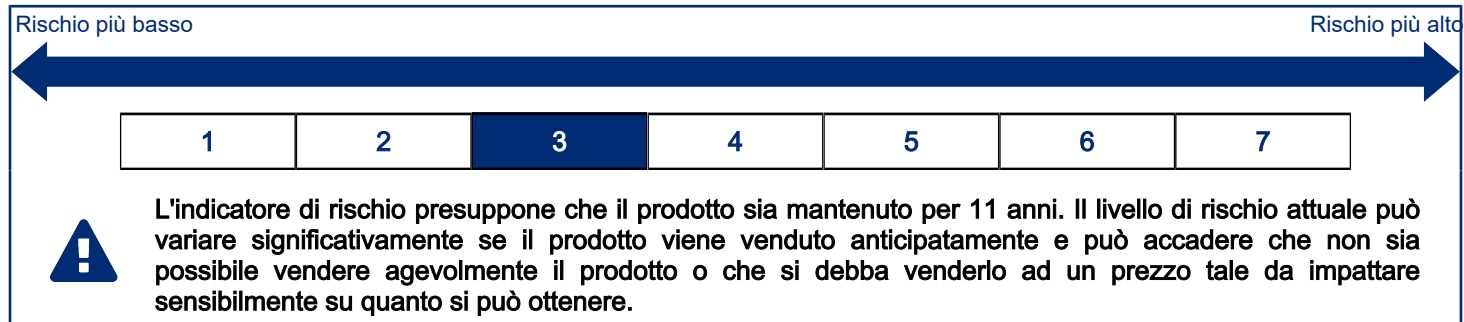 Rischio più basso Rischio più alto
1 2 3 4 5 6 7
L'indicatore di rischio presuppone che il prodotto sia mantenuto per 11 anni. Il livello di rischio attuale può
variare significativamente se il prodotto viene venduto anticipatamente e può accadere che non sia
possibile vendere agevolmente il prodotto o che si debba venderlo ad un prezzo tale da impattare
sensibilmente su quanto si può ottenere.